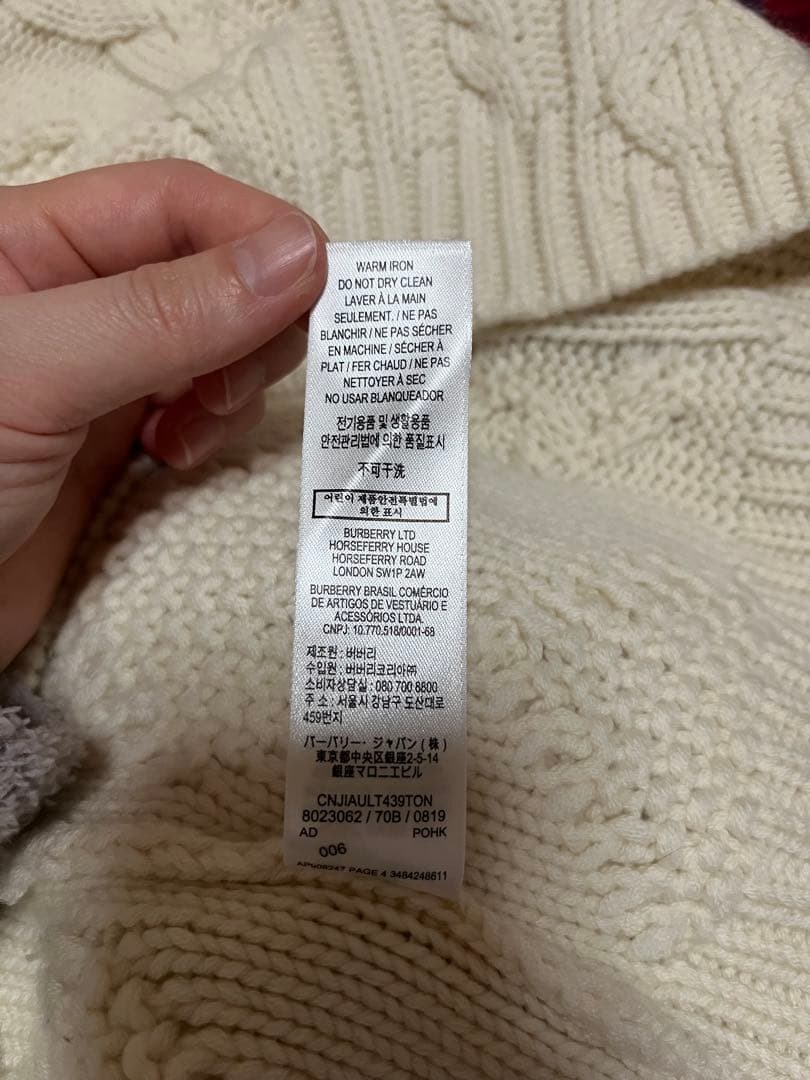 WARM IRON
DO NOT DRY CLEAN
LAVER À LA MAIN
SEULEMENT. / NE PAS
BLANCHIR / NE PAS SÉCHER
EN MACHINE / SÉCHER À
PLAT / FER CHAUD / NE PAS
NETTOYER À SEC
NO USAR BLANQUEADOR
전기용품 및 생활용품
안전관리법에 의한 품질표시
不可干洗
어린이 제품안전특별법에
의한 표시
BURBERRY LTD
HORSEFERRY HOUSE
HORSEFERRY ROAD
LONDON SW1P 2AW
BURBERRY BRASIL COMÉRCIO
DE ARTIGOS DE VESTUÁRIO E
ACESSÓRIOS LTDA.
CNPJ: 10.770.518/0001-68
제조원 : 버버리
수입원 : 버버리코리아㈜
소비자상담실 : 080 700 8800
주 소 : 서울시 강남구 도산대로
459번지
バーバリー・ジャパン (株)
東京都中央区銀座2-5-14
銀座マロニエビル
CNJIAULT439TON
8023062 / 70B / 0819
AD POHK
006
PAGE 4 3484248611